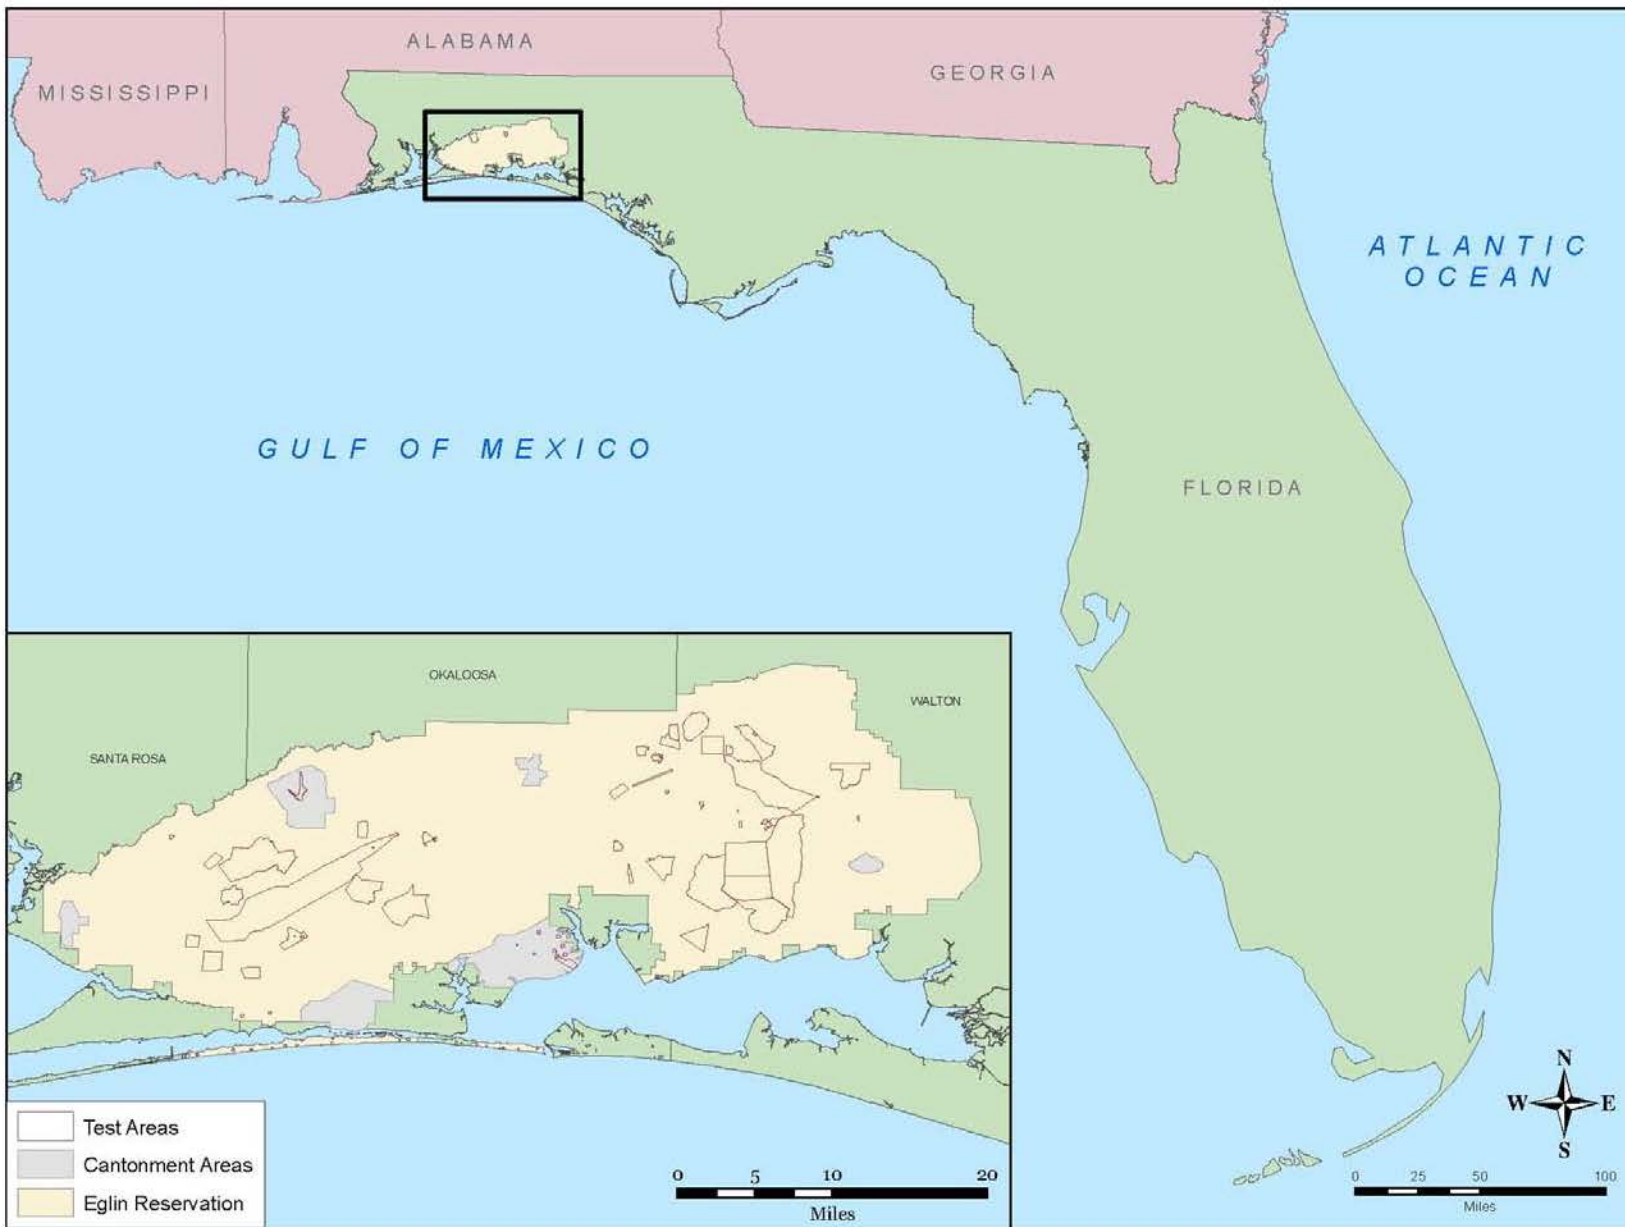 ALABAMA
MISSISSIPPI
GEORGIA
ATLANTIC
OCEAN
GULF OF MEXICO
FLORIDA
OKALOOSA
WALTON
SANTA ROSA
Test Areas
Cantonment Areas
Eglin Reservation
0 5 10 20
Miles
N
W E
S
0 25 50 100
Miles